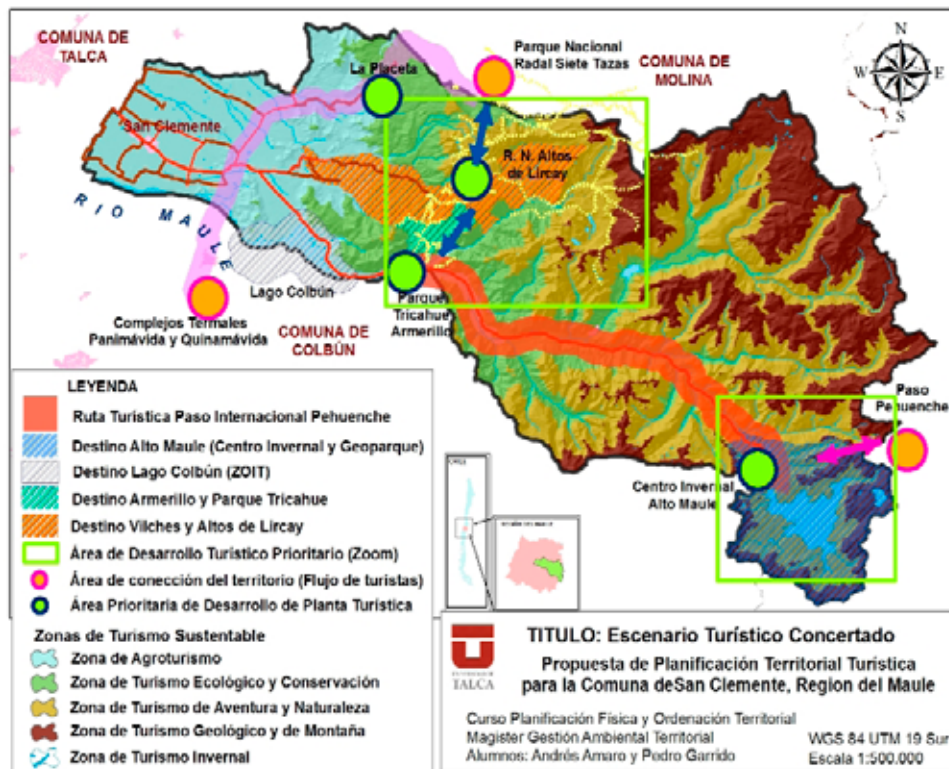 COMUNA DE
TALCA
La Placeta
Parque Nacional
Radal Siete Tazas
COMUNA DE
MOLINA
N
W
E
S
San Clemente
R. N. Altos
de Lircay
RIO MAULE
Lago Colbún
Complejos Termales
Panimávida y Quinamávida
COMUNA DE
COLBÚN
Parque
Tricahue
Armerillo
Paso
Pehuenche
Centro Invernal
Alto Maule
LEYENDA
Ruta Turística Paso Internacional Pehuenche
Destino Alto Maule (Centro Invernal y Geoparque)
Destino Lago Colbún (ZOIT)
Destino Armerillo y Parque Tricahue
Destino Vilches y Altos de Lircay
Área de Desarrollo Turístico Prioritario (Zoom)
Área de conección del territorio (Flujo de turistas)
Área Prioritaria de Desarrollo de Planta Turística
Zonas de Turismo Sustentable
Zona de Agroturismo
Zona de Turismo Ecológico y Conservación
Zona de Turismo de Aventura y Naturaleza
Zona de Turismo Geológico y de Montaña
Zona de Turismo Invernal
TALCA
TITULO: Escenario Turístico Concertado
Propuesta de Planificación Territorial Turística
para la Comuna deSan Clemente, Region del Maule
Curso Planificación Física y Ordenación Territorial
Magister Gestión Ambiental Territorial
Alumnos: Andrés Amaro y Pedro Garrido
WGS 84 UTM 19 Sur
Escala 1:500.000